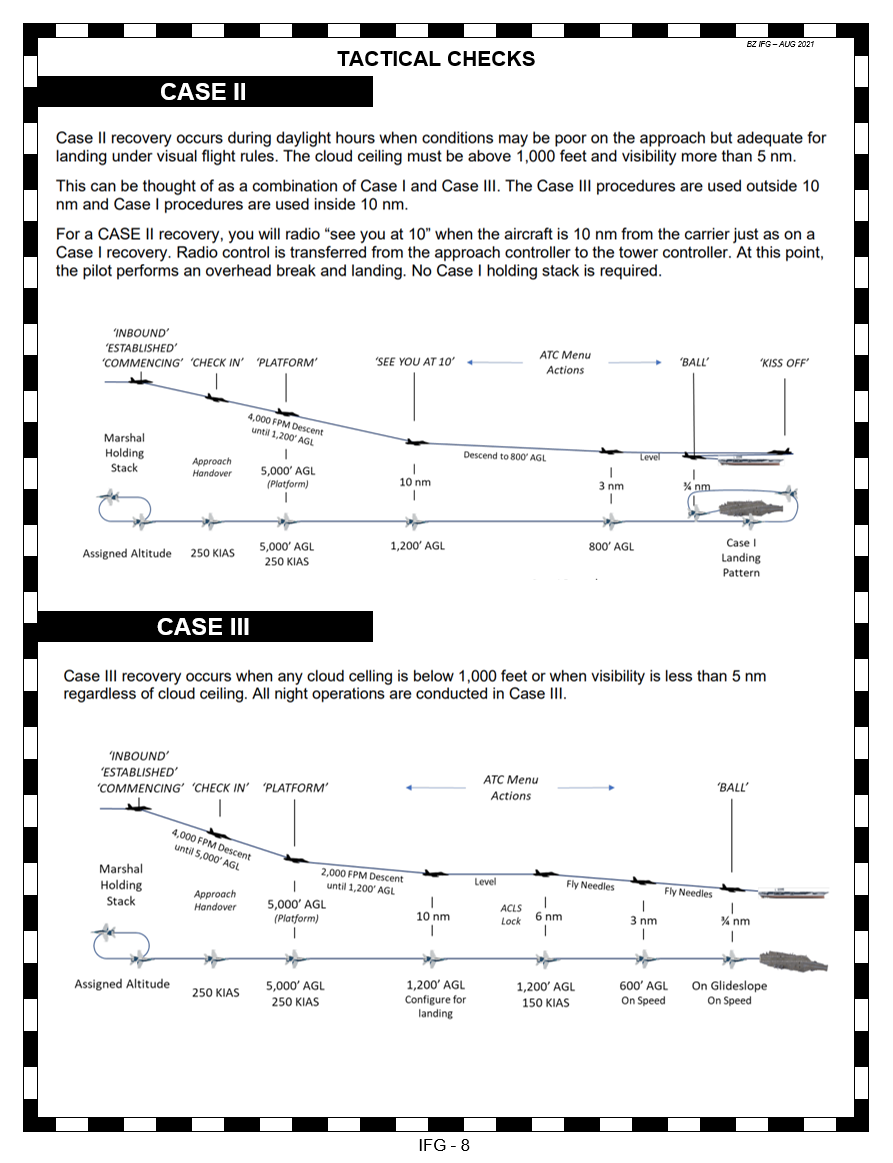 BZ IFG – AUG 2021
TACTICAL CHECKS
CASE II
Case II recovery occurs during daylight hours when conditions may be poor on the approach but adequate for
landing under visual flight rules. The cloud ceiling must be above 1,000 feet and visibility more than 5 nm.
This can be thought of as a combination of Case I and Case III. The Case III procedures are used outside 10
nm and Case I procedures are used inside 10 nm.
For a CASE II recovery, you will radio “see you at 10” when the aircraft is 10 nm from the carrier just as on a
Case I recovery. Radio control is transferred from the approach controller to the tower controller. At this point,
the pilot performs an overhead break and landing. No Case I holding stack is required.
‘INBOUND’
‘ESTABLISHED’
‘COMMENCING’ ‘CHECK IN’ ‘PLATFORM’ ‘SEE YOU AT 10’ ATC Menu ‘BALL’ ‘KISS OFF’
Actions
4,000 FPM Descent
until 1,200’ AGL
Descend to 800’ AGL
Level
Marshal
Holding
Stack
Approach
Handover
5,000’ AGL
(Platform)
10 nm
3 nm
¾ nm
Assigned Altitude
250 KIAS
5,000’ AGL
250 KIAS
1,200’ AGL
800’ AGL
Case I
Landing
Pattern
CASE III
Case III recovery occurs when any cloud celling is below 1,000 feet or when visibility is less than 5 nm
regardless of cloud ceiling. All night operations are conducted in Case III.
‘INBOUND’
‘ESTABLISHED’
‘COMMENCING’ ‘CHECK IN’ ‘PLATFORM’ ATC Menu ‘BALL’
Actions
4,000 FPM Descent
until 5,000’ AGL
2,000 FPM Descent
until 1,200’ AGL
Level
Fly Needles
Fly Needles
Marshal
Holding
Stack
Approach
Handover
5,000’ AGL
(Platform)
10 nm
ACLS
Lock
6 nm
3 nm
¾ nm
Assigned Altitude
250 KIAS
5,000’ AGL
250 KIAS
1,200’ AGL
Configure for
landing
1,200’ AGL
150 KIAS
600’ AGL
On Speed
On Glideslope
On Speed
IFG - 8